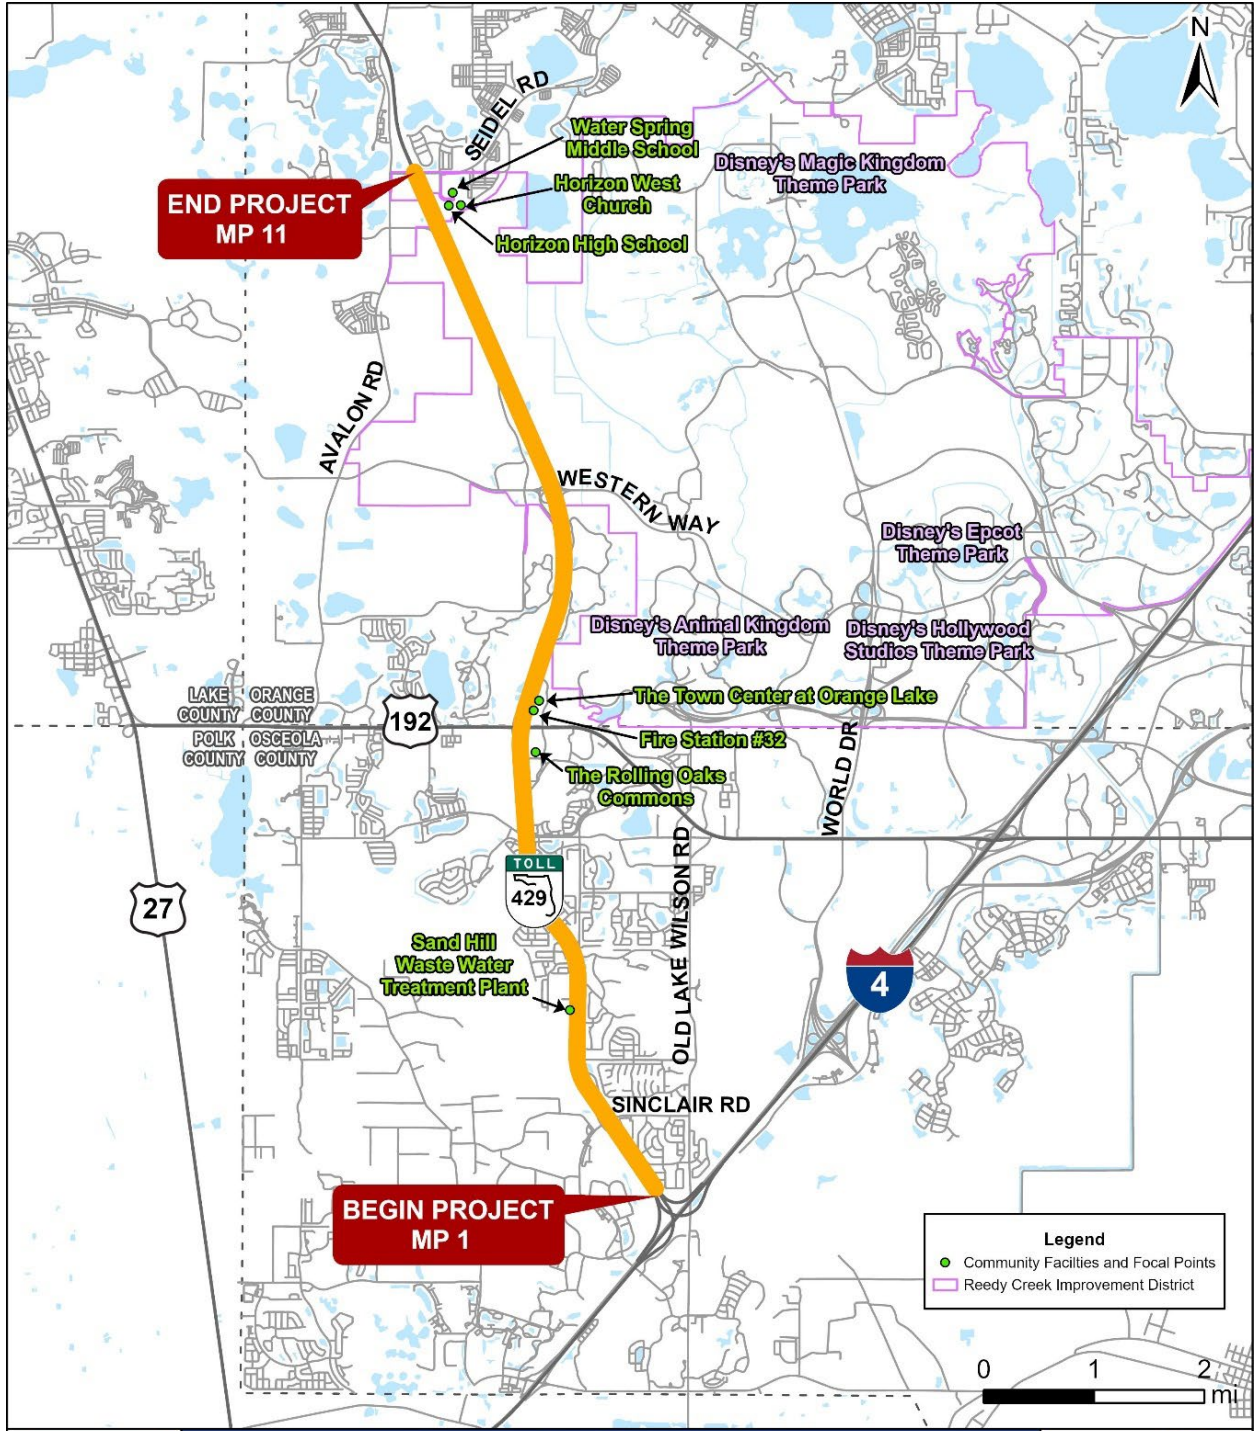 N
SEIDEL RD
Water Spring
Middle School
Disney's Magic Kingdom
Theme Park
END PROJECT
MP 11
Horizon West
Church
Horizon High School
AVALON RD
WESTERN WAY
Disney's Epcot
Theme Park
Disney's Animal Kingdom
Theme Park
Disney's Hollywood
Studios Theme Park
LAKE
COUNTY
ORANGE
COUNTY
The Town Center at Orange Lake
192
Fire Station #32
POLK
COUNTY
OSCEOLA
COUNTY
The Rolling Oaks
Commons
WORLD DR
TOLL
429
OLD LAKE WILSON RD
27
Sand Hill
Waste Water
Treatment Plant
4
SINCLAIR RD
BEGIN PROJECT
MP 1
Legend
Community Facilties and Focal Points
Reedy Creek Improvement District
0 1 2
mi